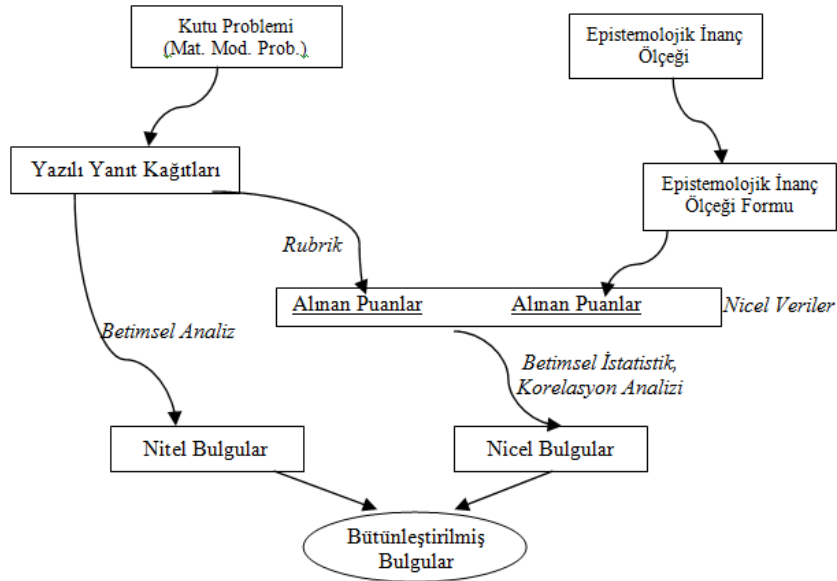 Kutu Problemi
(Mat. Mod. Prob.)
Epistemolojik İnanç
Ölçeği
Yazılı Yanıt Kağıtları
Epistemolojik İnanç
Ölçeği Formu
Rubrik
Alınan Puanlar
Alınan Puanlar
Nicel Veriler
Betimsel Analiz
Betimsel İstatistik,
Korelasyon Analizi
Nitel Bulgular
Nicel Bulgular
Bütünleştirilmiş
Bulgular